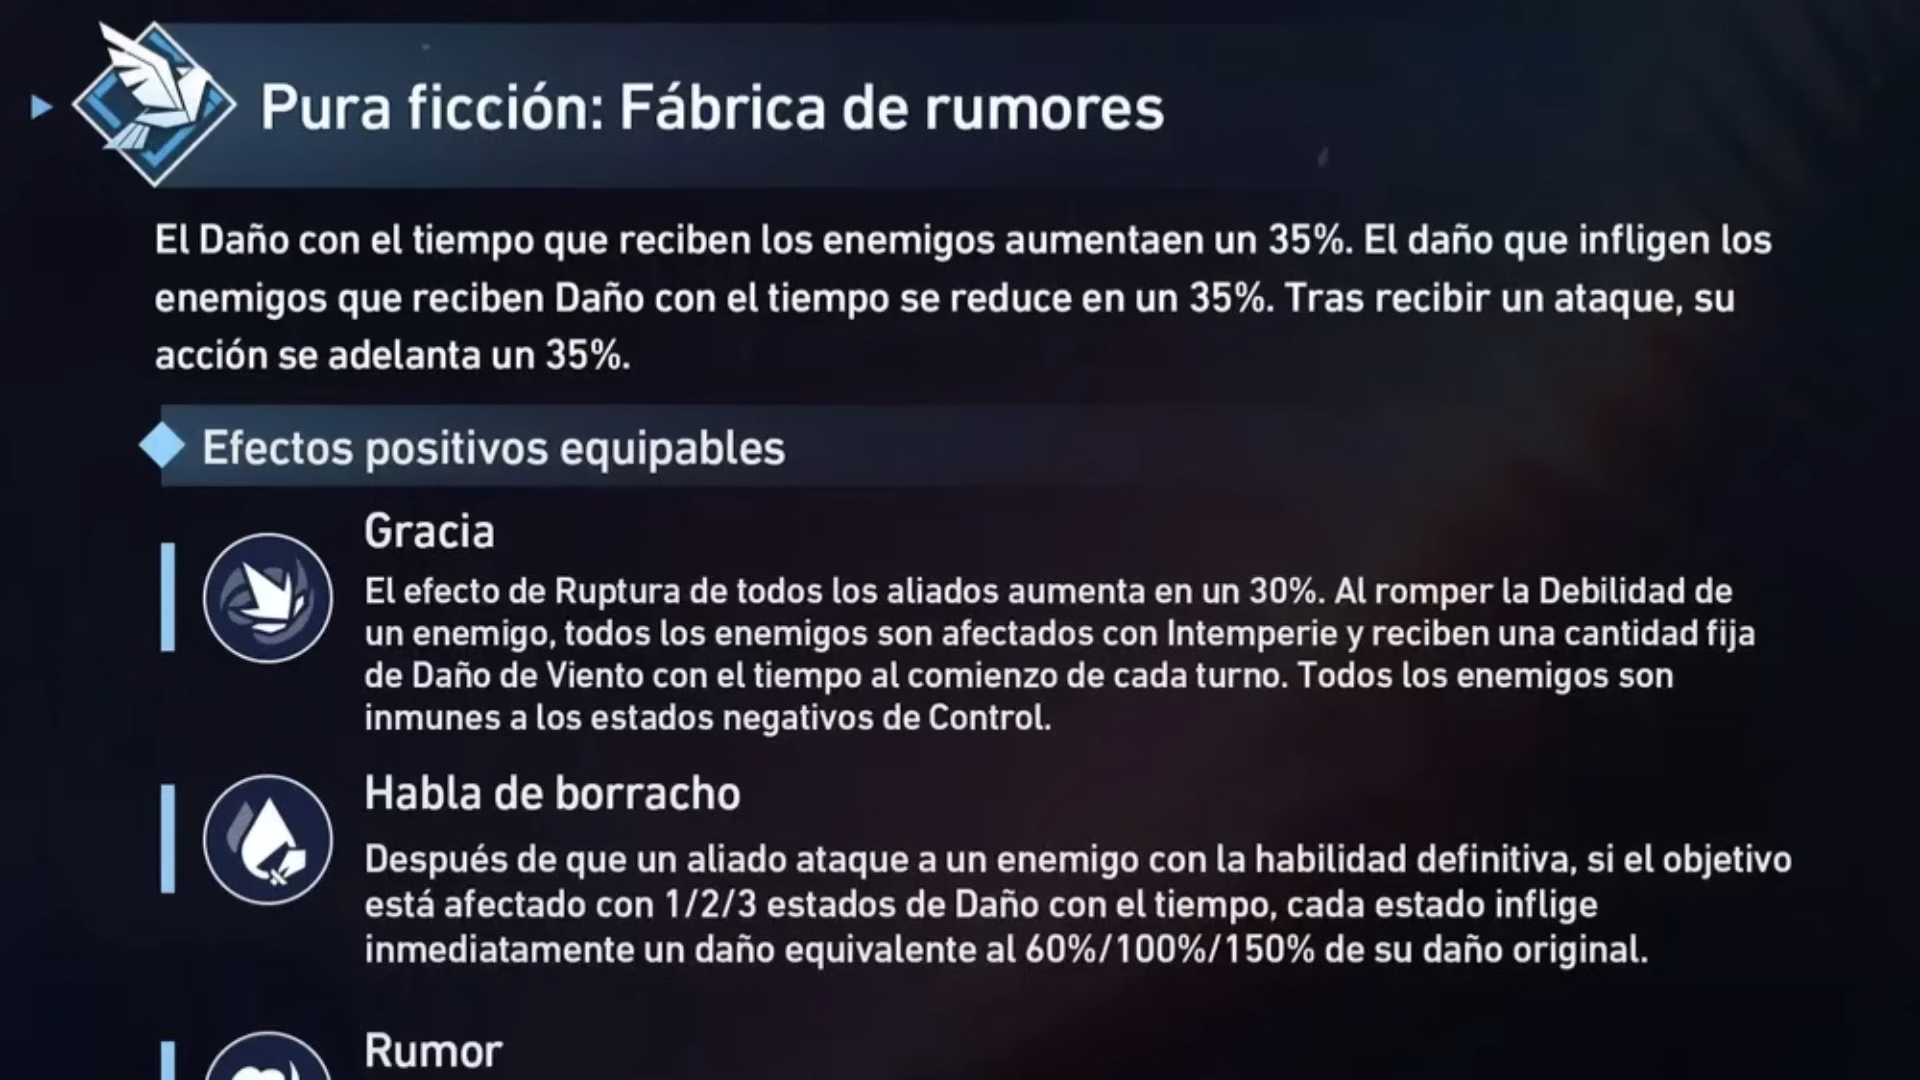 Pura ficción: Fábrica de rumores
El Daño con el tiempo que reciben los enemigos aumentaen un 35%. El daño que infligen los
enemigos que reciben Daño con el tiempo se reduce en un 35%. Tras recibir un ataque, su
acción se adelanta un 35%.
Efectos positivos equipables
Gracia
El efecto de Ruptura de todos los aliados aumenta en un 30%. Al romper la Debilidad de
un enemigo, todos los enemigos son afectados con Intemperie y reciben una cantidad fija
de Daño de Viento con el tiempo al comienzo de cada turno. Todos los enemigos son
inmunes a los estados negativos de Control.
Habla de borracho
Después de que un aliado ataque a un enemigo con la habilidad definitiva, si el objetivo
está afectado con 1/2/3 estados de Daño con el tiempo, cada estado inflige
inmediatamente un daño equivalente al 60%/100%/150% de su daño original.
Rumor